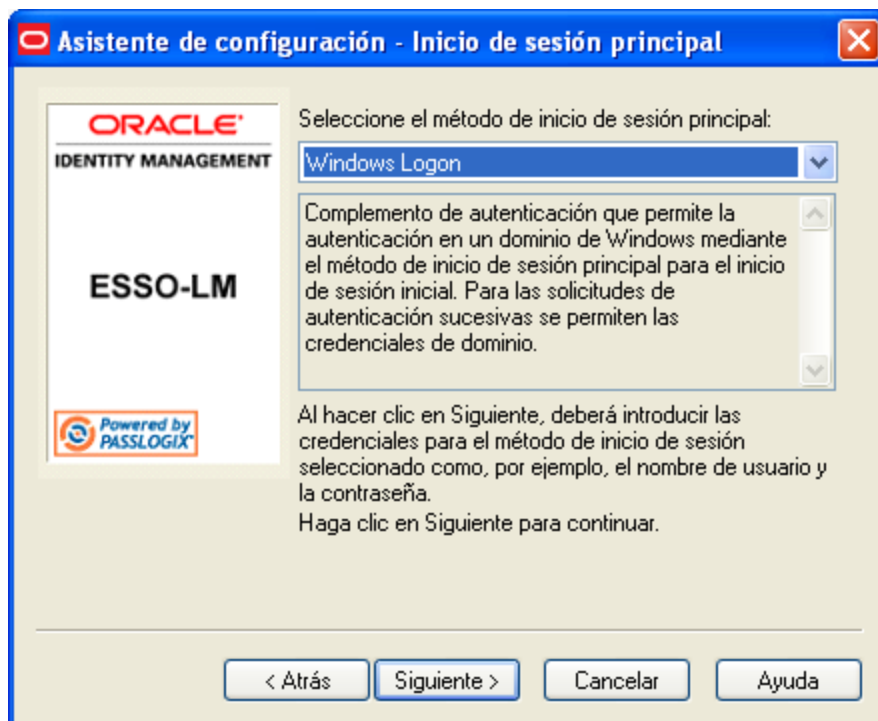 Asistente de configuración - Inicio de sesión principal
ORACLE
IDENTITY MANAGEMENT
ESSO-LM
Powered by
PASSLOGIX
Seleccione el método de inicio de sesión principal:
Windows Logon
Complemento de autenticación que permite la
autenticación en un dominio de Windows mediante
el método de inicio de sesión principal para el inicio
de sesión inicial. Para las solicitudes de
autenticación sucesivas se permiten las
credenciales de dominio.
Al hacer clic en Siguiente, deberá introducir las
credenciales para el método de inicio de sesión
seleccionado como, por ejemplo, el nombre de usuario y
la contraseña.
Haga clic en Siguiente para continuar.
< Atrás
Siguiente >
Cancelar
Ayuda